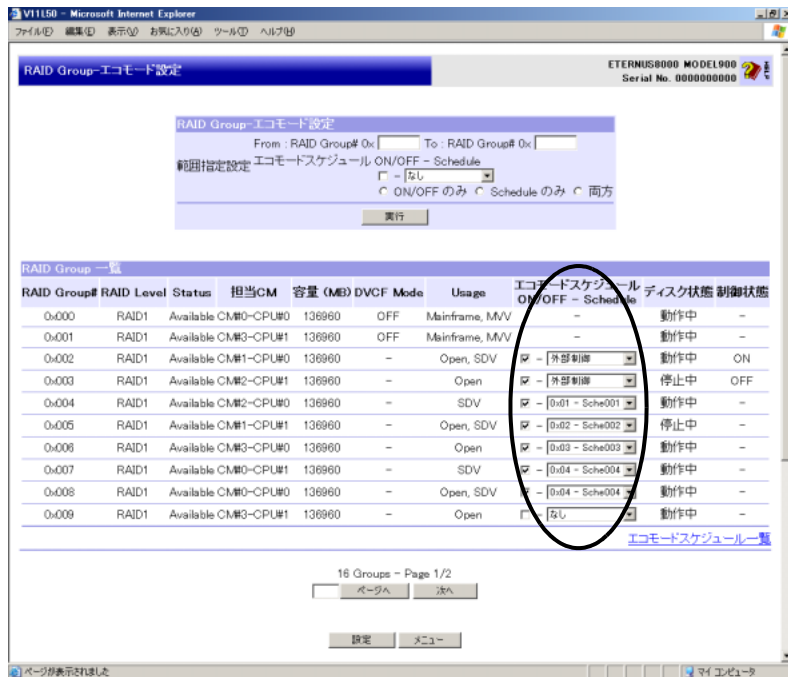 V11L50 - Microsoft Internet Explorer
ファイル(F) 編集(E) 表示(V) お気に入り(A) ツール(T) ヘルプ(H)
RAID Group-エコモード設定
ETERNUS8000 MODEL900
Serial No. 0000000000
HELP
RAID Group-エコモード設定
From : RAID Group# 0x To : RAID Group# 0x
範囲指定設定 エコモードスケジュール ON/OFF - Schedule
- なし
ON/OFF のみ Schedule のみ 両方
実行
RAID Group 一覧
RAID Group# RAID Level Status 担当CM 容量 (MB) DVCF Mode Usage エコモードスケジュール ON/OFF - Schedule ディスク状態 制御状態
0x000 RAID1 Available CM#0-CPU#0 136960 OFF Mainframe, MVV - 動作中 -
0x001 RAID1 Available CM#3-CPU#1 136960 OFF Mainframe, MVV - 動作中 -
0x002 RAID1 Available CM#1-CPU#0 136960 - Open, SDV - 外部制御 動作中 ON
0x003 RAID1 Available CM#2-CPU#1 136960 - Open - 外部制御 停止中 OFF
0x004 RAID1 Available CM#2-CPU#0 136960 - SDV - 0x01 - Sche001 動作中 -
0x005 RAID1 Available CM#1-CPU#1 136960 - Open, SDV - 0x02 - Sche002 停止中 -
0x006 RAID1 Available CM#3-CPU#0 136960 - Open - 0x03 - Sche003 動作中 -
0x007 RAID1 Available CM#0-CPU#1 136960 - SDV - 0x04 - Sche004 動作中 -
0x008 RAID1 Available CM#0-CPU#0 136960 - Open, SDV - 0x04 - Sche004 動作中 -
0x009 RAID1 Available CM#3-CPU#1 136960 - Open - なし 動作中 -
エコモードスケジュール一覧
16 Groups - Page 1/2
ページへ 次へ
設定 メニュー
ページが表示されました マイ コンピュータ